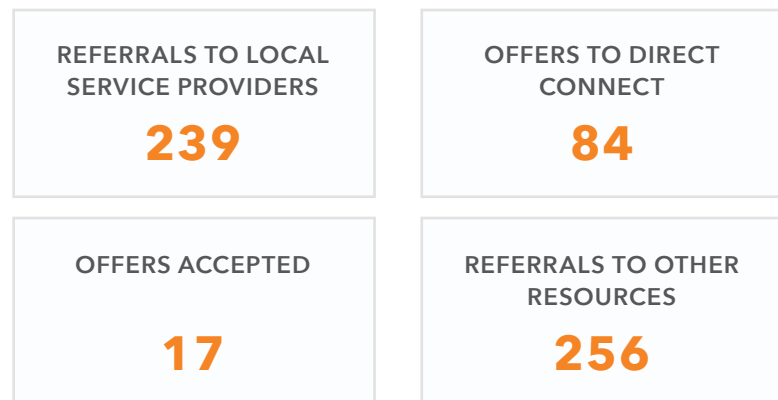 REFERRALS TO LOCAL
SERVICE PROVIDERS
239
OFFERS TO DIRECT
CONNECT
84
OFFERS ACCEPTED
17
REFERRALS TO OTHER
RESOURCES
256